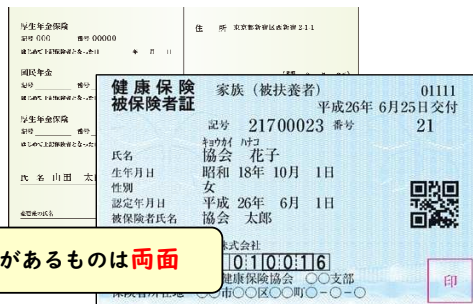 厚生年金保険
記号 000 番号 00000
年 月 日
住 所 東京都新宿区西新宿 2-1-1
国民年金
記号 番号
厚生年金保険
記号 番号
氏 名 山田 太
健康保険
被保険者証
家族（被扶養者） 01111
平成26年 6月25日交付
記号 21700023 番号 21
キョウカイ ハナコ
氏名 協会 花子
生年月日 昭和 18年 10月 1日
性別 女
認定年月日 平成 26年 6月 1日
被保険者氏名 協会 太郎
株式会社
01010016
健康保険協会 ○○支部
○○市○○区○○町○-○-○
印
があるものは両面